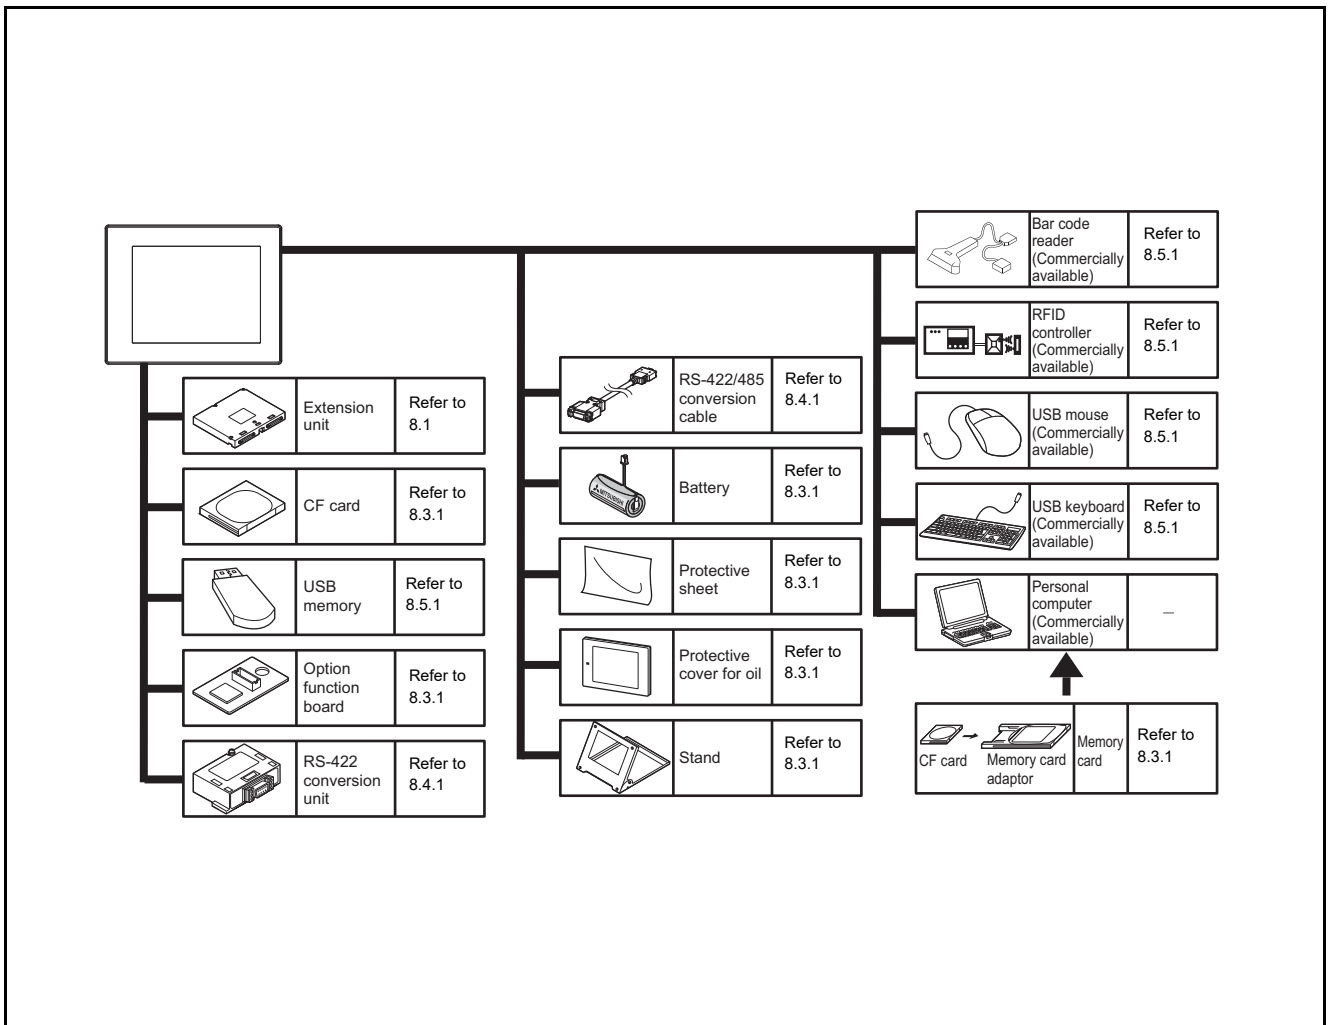 Extension
unit
Refer to
8.1
CF card
Refer to
8.3.1
USB
memory
Refer to
8.5.1
Option
function
board
Refer to
8.3.1
RS-422
conversion
unit
Refer to
8.4.1
RS-422/485
conversion
cable
Refer to
8.4.1
MITSUBISHI
Battery
Refer to
8.3.1
Protective
sheet
Refer to
8.3.1
Protective
cover for oil
Refer to
8.3.1
Stand
Refer to
8.3.1
Bar code
reader
(Commercially
available)
Refer to
8.5.1
RFID
controller
(Commercially
available)
Refer to
8.5.1
USB mouse
(Commercially
available)
Refer to
8.5.1
USB keyboard
(Commercially
available)
Refer to
8.5.1
Personal
computer
(Commercially
available)
–
CF card
Memory card
adaptor
Memory
card
Refer to
8.3.1